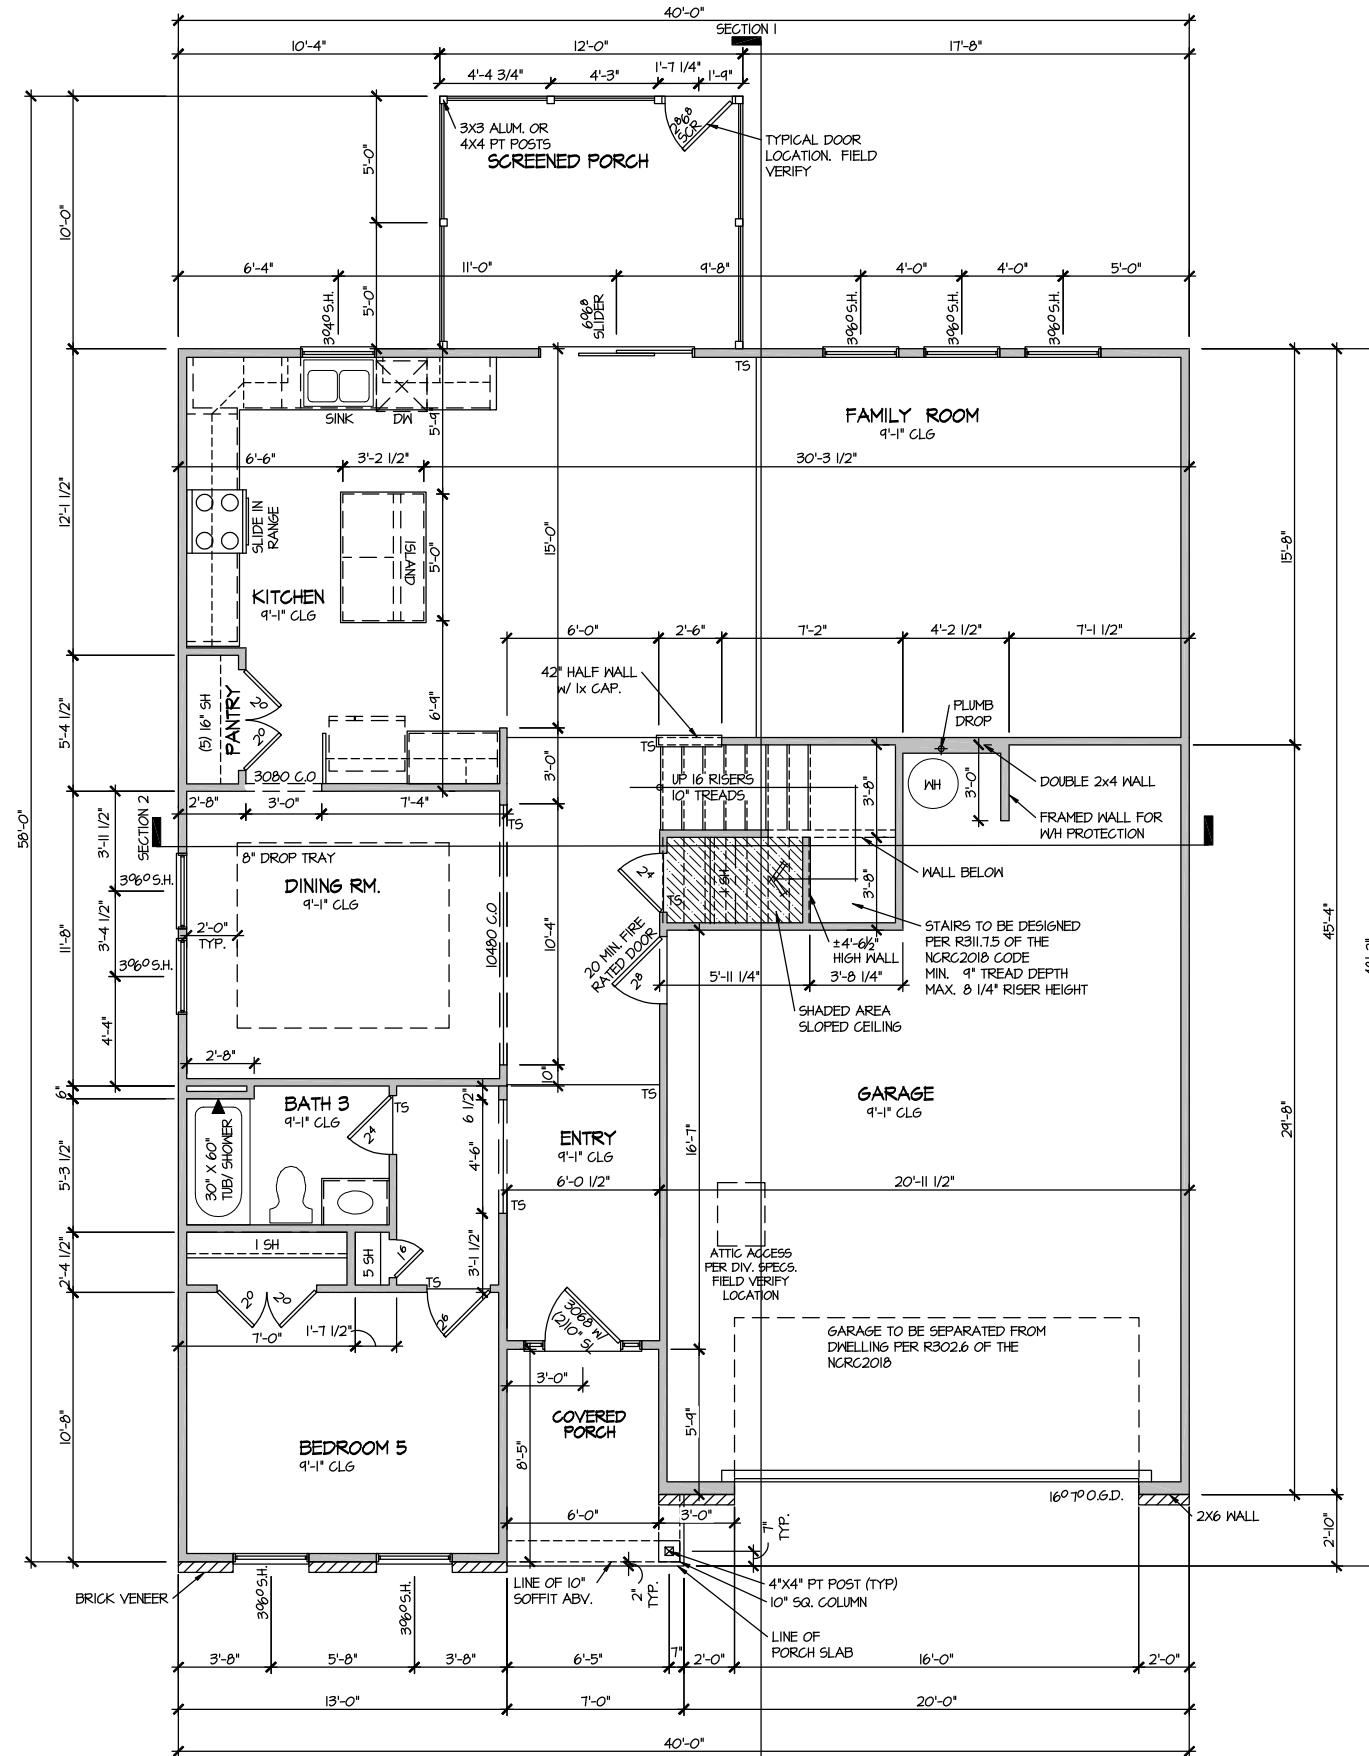 40'-0"
SECTION 1
10'-4"
12'-0"
17'-8"
4'-4 3/4"
4'-3"
1'-7 1/4"
1'-9"
3X3 ALUM. OR
4X4 PT POSTS
SCREENED PORCH
2868
SCR
TYPICAL DOOR
LOCATION. FIELD
VERIFY
5'-0"
10'-0"
6'-4"
11'-0"
9'-8"
4'-0"
4'-0"
5'-0"
5'-0"
3040 S.H.
6068
SLIDER
3060 S.H.
3060 S.H.
3060 S.H.
TS
SINK
DW
5'-9"
FAMILY ROOM
9'-1" CLG
6'-6"
3'-2 1/2"
30'-3 1/2"
12'-1 1/2"
SLIDE IN
RANGE
ISLAND
5'-0"
15'-0"
15'-8"
KITCHEN
9'-1" CLG
6'-0"
2'-6"
7'-2"
4'-2 1/2"
7'-1 1/2"
42" HALF WALL
w/ 1x CAP.
(5) 16" SH
PANTRY
20
20
6'-9"
5'-4 1/2"
PLUMB
DROP
TS
3'-0"
3080 C.O
UP 16 RISERS
10" TREADS
3'-8"
WH
3'-0"
DOUBLE 2x4 WALL
58'-0"
2'-8"
3'-0"
7'-4"
TS
FRAMED WALL FOR
WH PROTECTION
SECTION 2
3'-11 1/2"
8" DROP TRAY
DINING RM.
9'-1" CLG
3060 S.H.
24
TS
1 SH
3'-8"
WALL BELOW
11'-8"
3'-4 1/2"
2'-0"
TYP.
3060 S.H.
10480 C.O
10'-4"
20 MIN. FIRE
RATED DOOR
28
±4'-6½"
HIGH WALL
STAIRS TO BE DESIGNED
PER R311.7.5 OF THE
NCRC2018 CODE
MIN. 9" TREAD DEPTH
MAX. 8 1/4" RISER HEIGHT
45'-4"
5'-11 1/4"
3'-8 1/4"
SHADED AREA
SLOPED CEILING
4'-4"
2'-8"
10"
6"
BATH 3
9'-1" CLG
TS
24
6 1/2"
TS
GARAGE
9'-1" CLG
29'-8"
30" X 60"
TUB/ SHOWER
5'-3 1/2"
4'-6"
ENTRY
9'-1" CLG
16'-7"
6'-0 1/2"
20'-11 1/2"
TS
1 SH
5 SH
16
3'-1 1/2"
2'-4 1/2"
ATTIC ACCESS
PER DIV. SPECS.
FIELD VERIFY
LOCATION
TS
20
20
26
3068 W/
(2)10" SL
7'-0"
1'-7 1/2"
GARAGE TO BE SEPARATED FROM
DWELLING PER R302.6 OF THE
NCRC2018
3'-0"
COVERED
PORCH
5'-9"
10'-8"
BEDROOM 5
9'-1" CLG
8'-5"
16070 O.G.D.
2X6 WALL
6'-0"
3'-0"
7"
TYP.
2'-10"
BRICK VENEER
3060 S.H.
3060 S.H.
LINE OF 10"
SOFFIT ABV.
2"
TYP.
4"X4" PT POST (TYP)
10" SQ. COLUMN
LINE OF
PORCH SLAB
3'-8"
5'-8"
3'-8"
6'-5"
7"
2'-0"
16'-0"
2'-0"
13'-0"
7'-0"
20'-0"
40'-0"